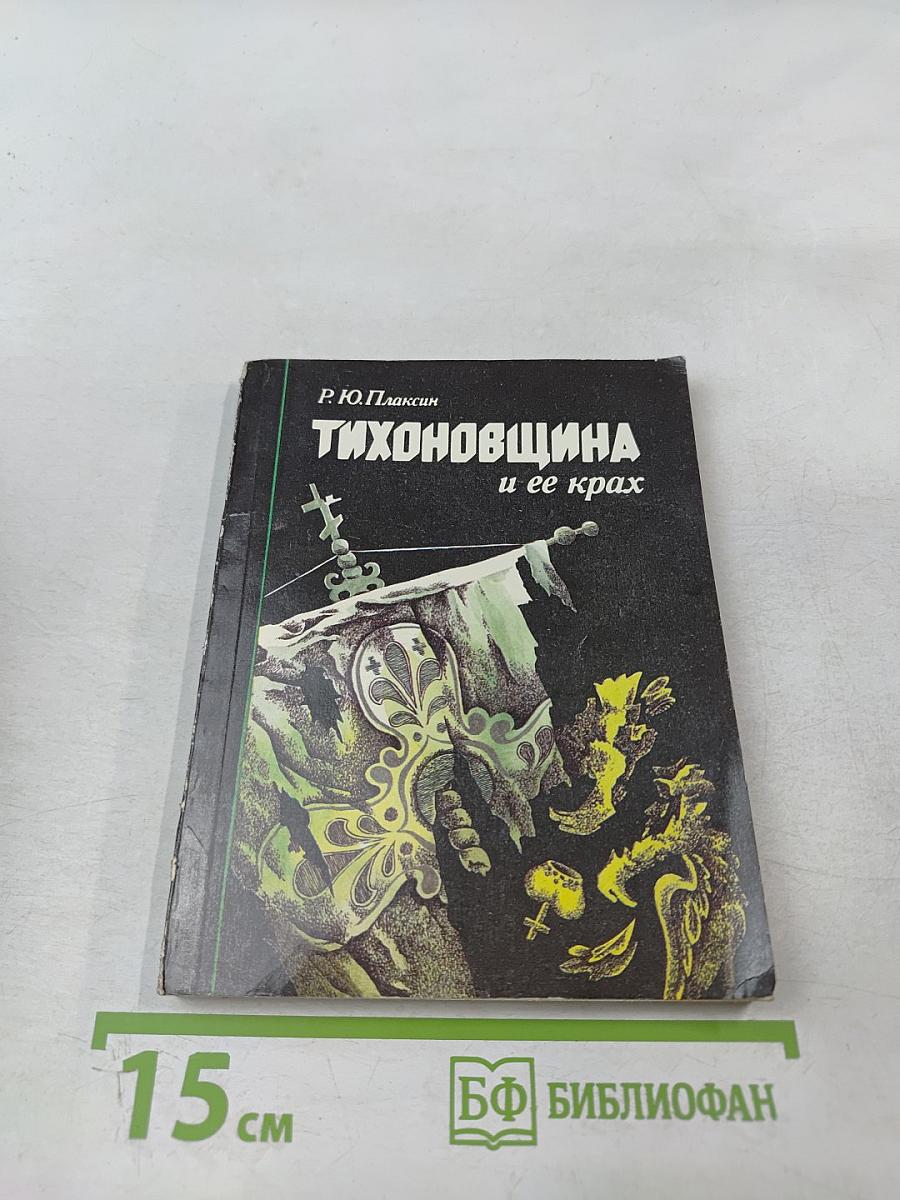 Р. Ю. Плаксин
ТИХОНОВЩИНА
и ее крах
15 см
БФ БИБЛИОФАН